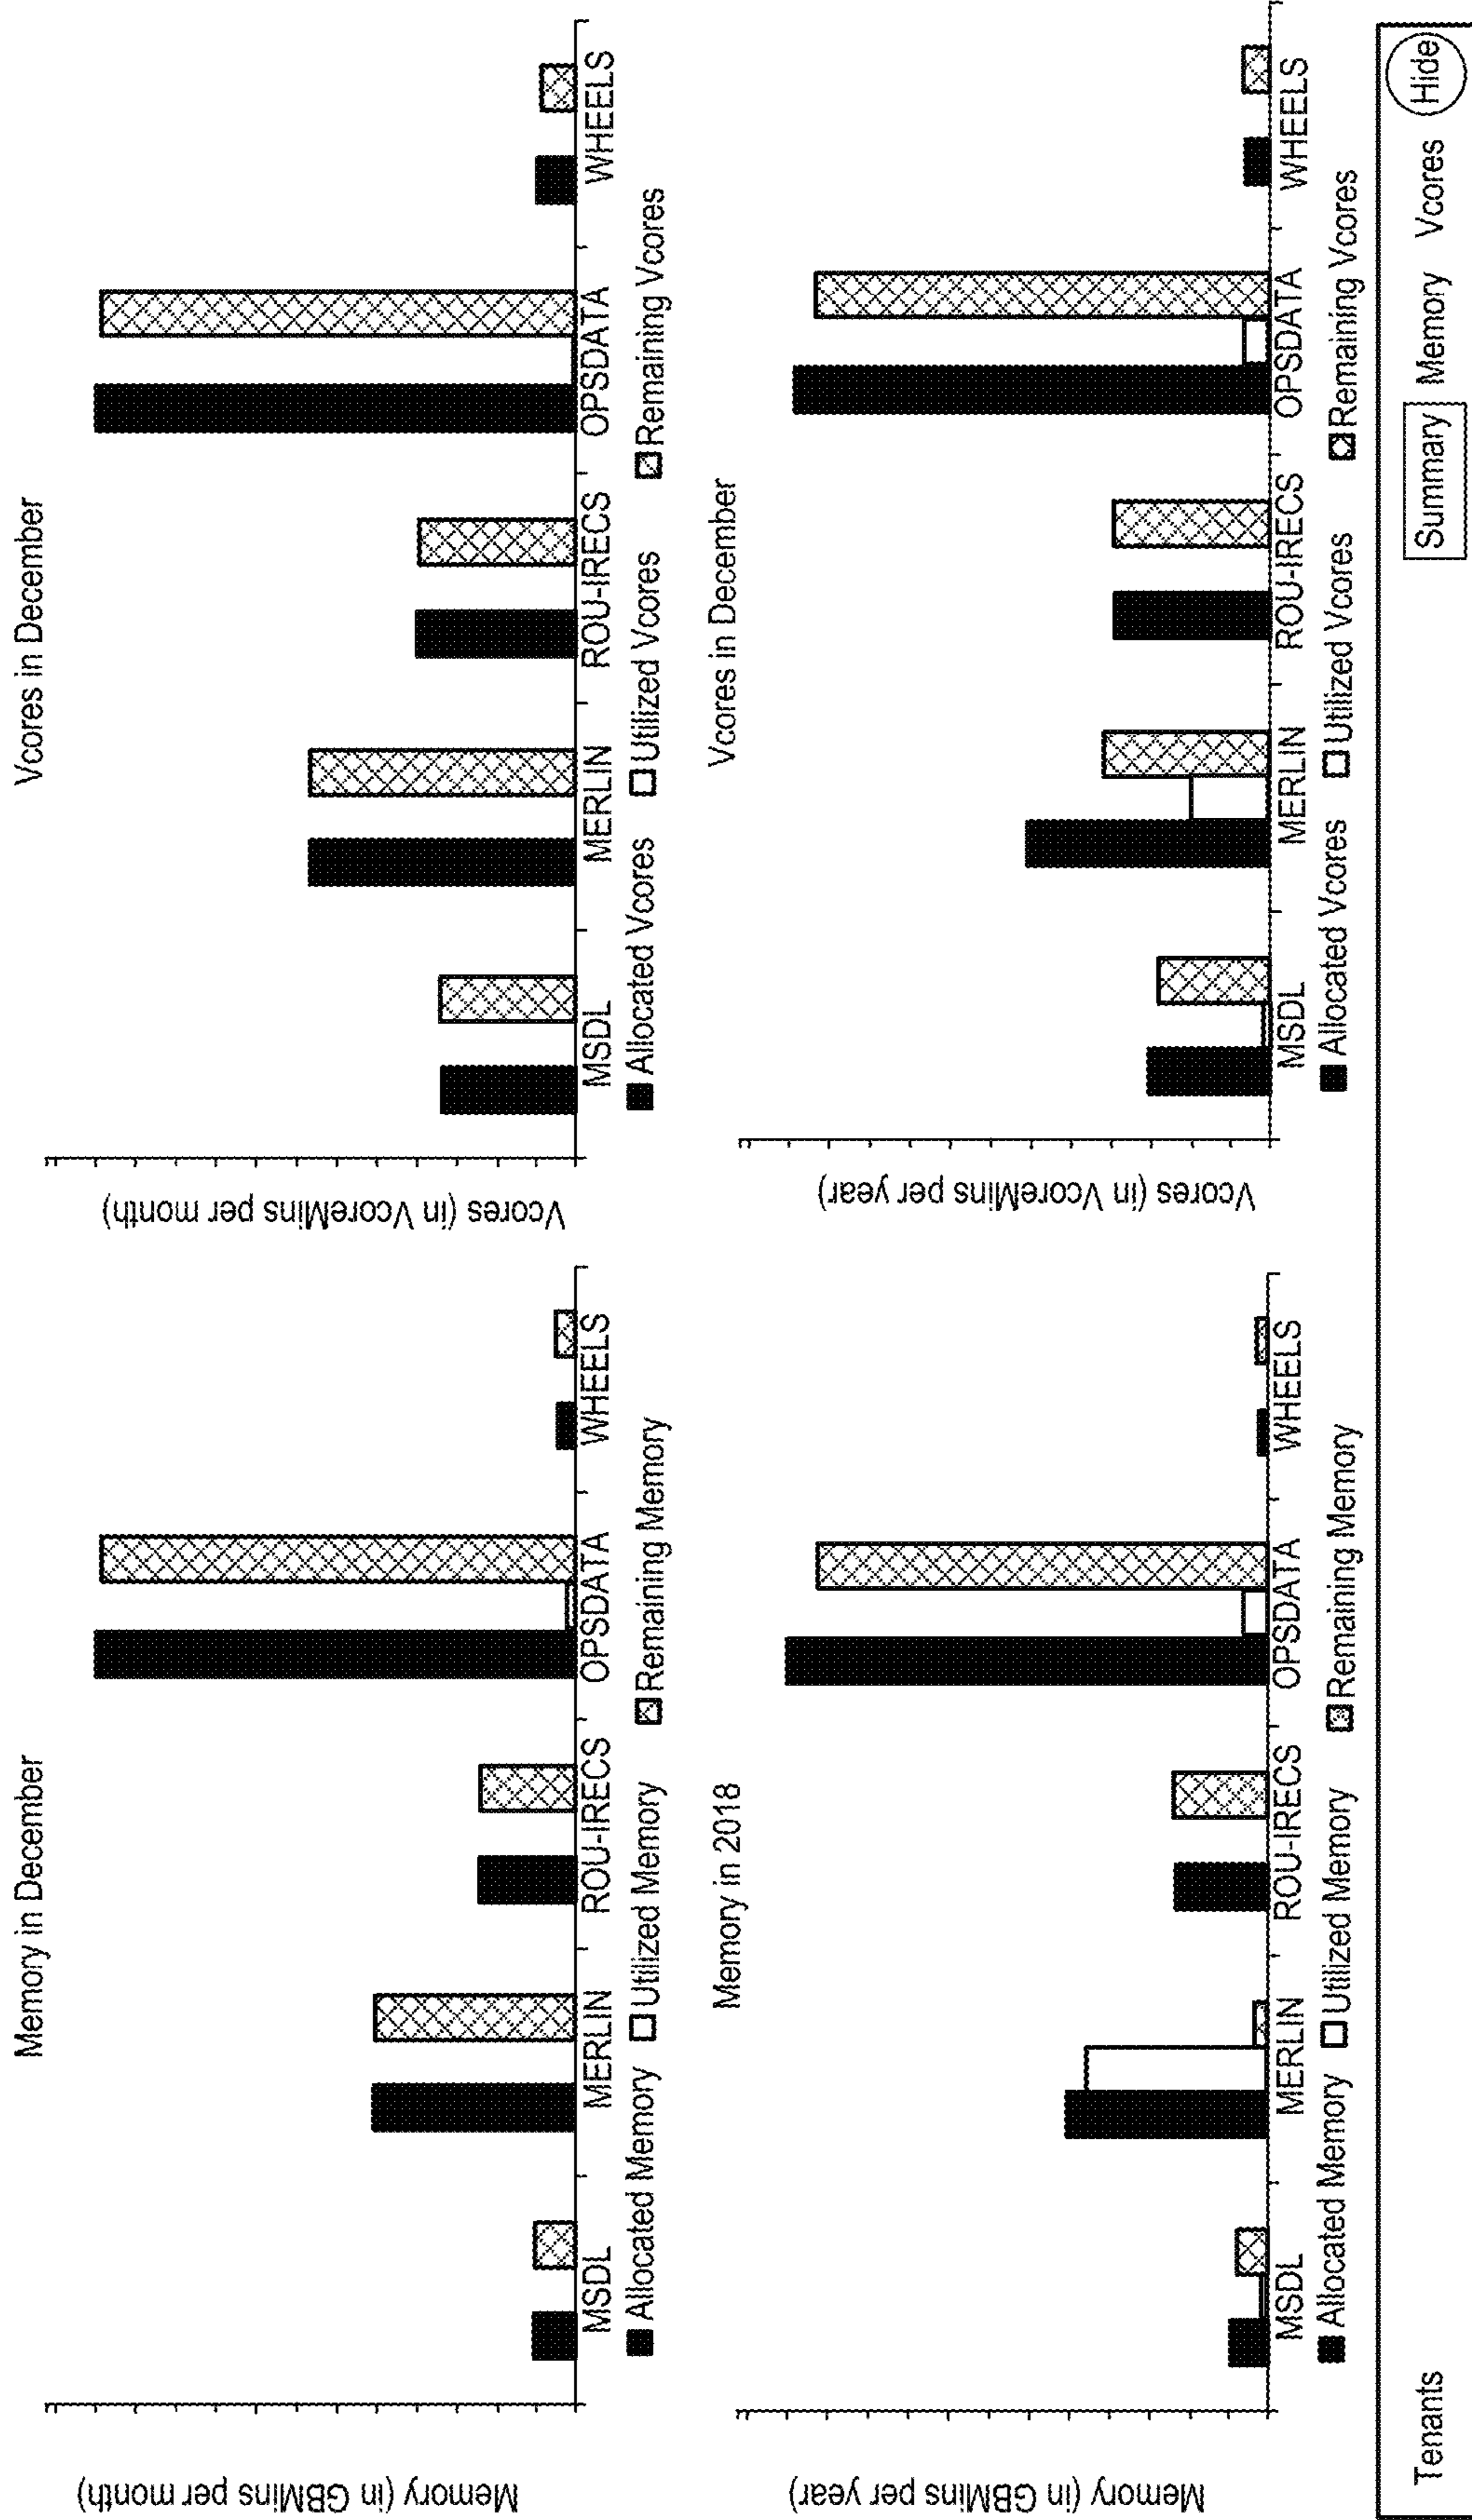 Memory in December
Memory (in GBMins per month)
MSDL MERLIN ROU-IRECS OPSDATA WHEELS
Allocated Memory Utilized Memory Remaining Memory
Vcores in December
Vcores (in VcoreMins per month)
MSDL MERLIN ROU-IRECS OPSDATA WHEELS
Allocated Vcores Utilized Vcores Remaining Vcores
Memory in 2018
Memory (in GBMins per year)
MSDL MERLIN ROU-IRECS OPSDATA WHEELS
Allocated Memory Utilized Memory Remaining Memory
Vcores in December
Vcores (in VcoreMins per year)
MSDL MERLIN ROU-IRECS OPSDATA WHEELS
Allocated Vcores Utilized Vcores Remaining Vcores
Tenants Summary Memory Vcores Hide